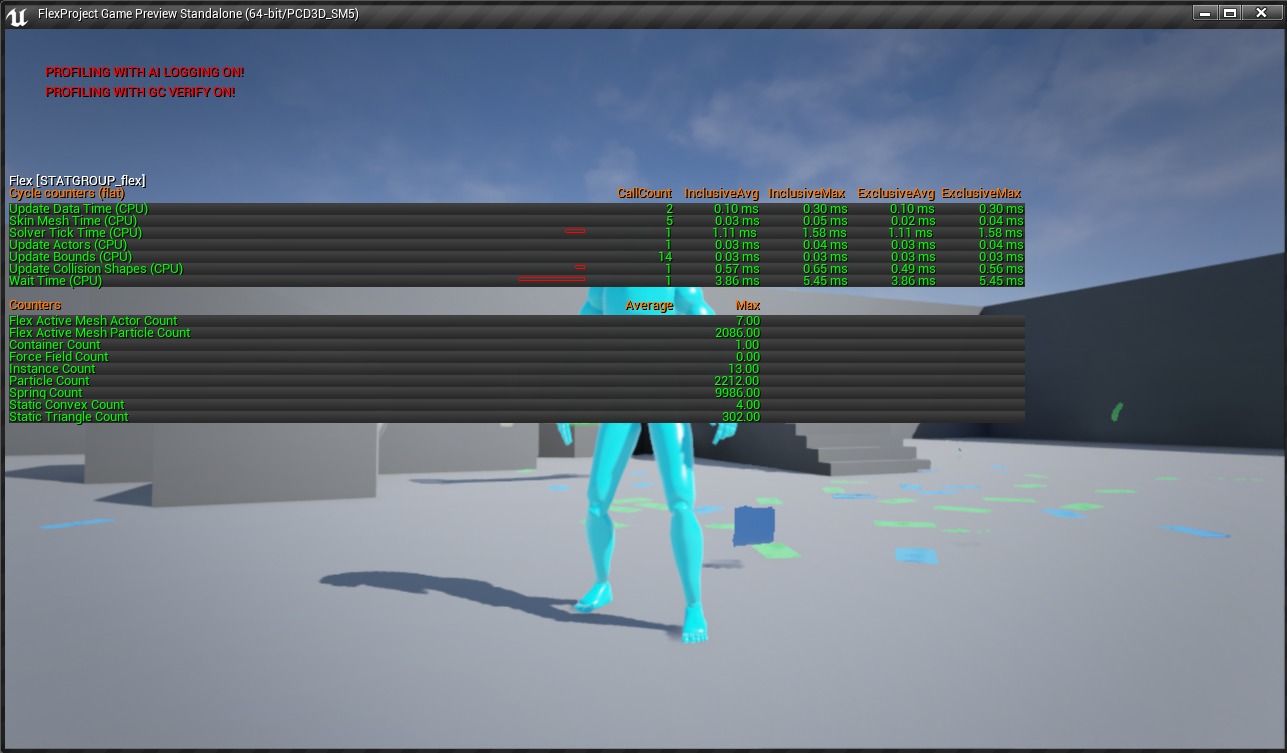 FlexProject Game Preview Standalone (64-bit/PCD3D_SM5)
PROFILING WITH AI LOGGING ON!
PROFILING WITH GC VERIFY ON!
Flex [STATGROUP_flex]
Cycle counters (flat) CallCount InclusiveAvg InclusiveMax ExclusiveAvg ExclusiveMax
Update Data Time (CPU) 2 0.10 ms 0.30 ms 0.10 ms 0.30 ms
Skin Mesh Time (CPU) 5 0.03 ms 0.05 ms 0.02 ms 0.04 ms
Solver Tick Time (CPU) 1 1.11 ms 1.58 ms 1.11 ms 1.58 ms
Update Actors (CPU) 1 0.03 ms 0.04 ms 0.03 ms 0.04 ms
Update Bounds (CPU) 14 0.03 ms 0.03 ms 0.03 ms 0.03 ms
Update Collision Shapes (CPU) 1 0.57 ms 0.65 ms 0.49 ms 0.56 ms
Wait Time (CPU) 1 3.86 ms 5.45 ms 3.86 ms 5.45 ms
Counters Average Max
Flex Active Mesh Actor Count 7.00
Flex Active Mesh Particle Count 2086.00
Container Count 1.00
Force Field Count 0.00
Instance Count 13.00
Particle Count 2212.00
Spring Count 9986.00
Static Convex Count 4.00
Static Triangle Count 302.00